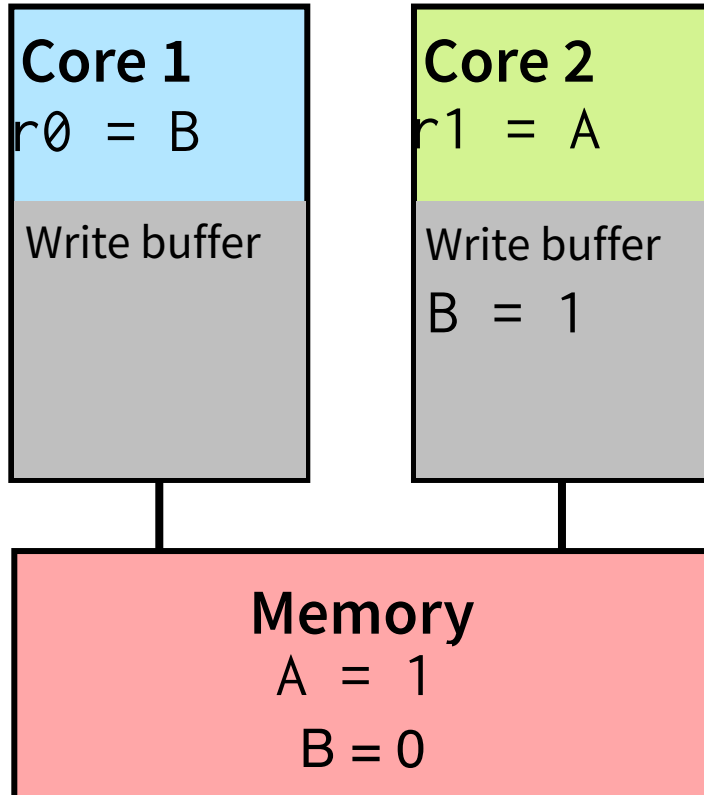 Core 1
r0 = B
Write buffer
Core 2
r1 = A
Write buffer
B = 1
Memory
A = 1
B = 0